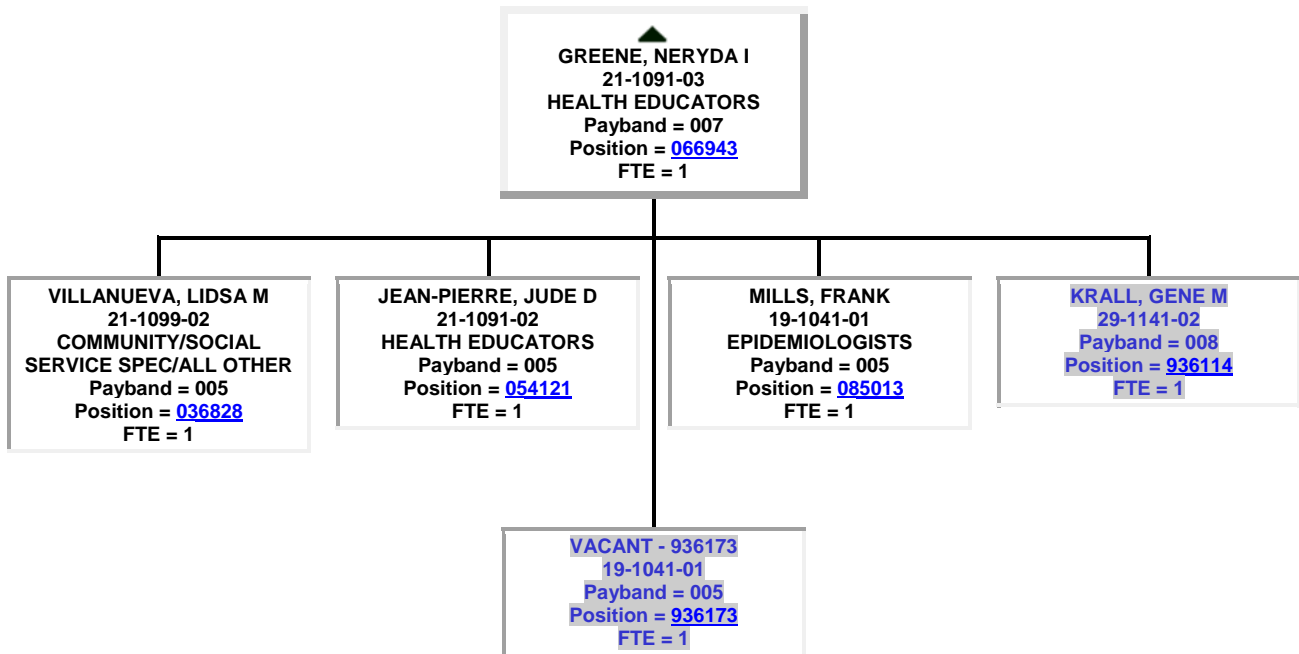 GREENE, NERYDA I
21-1091-03
HEALTH EDUCATORS
Payband = 007
Position = 066943
FTE = 1
VILLANUEVA, LIDSA M
21-1099-02
COMMUNITY/SOCIAL
SERVICE SPEC/ALL OTHER
Payband = 005
Position = 036828
FTE = 1
JEAN-PIERRE, JUDE D
21-1091-02
HEALTH EDUCATORS
Payband = 005
Position = 054121
FTE = 1
MILLS, FRANK
19-1041-01
EPIDEMIOLOGISTS
Payband = 005
Position = 085013
FTE = 1
KRALL, GENE M
29-1141-02
Payband = 008
Position = 936114
FTE = 1
VACANT - 936173
19-1041-01
Payband = 005
Position = 936173
FTE = 1